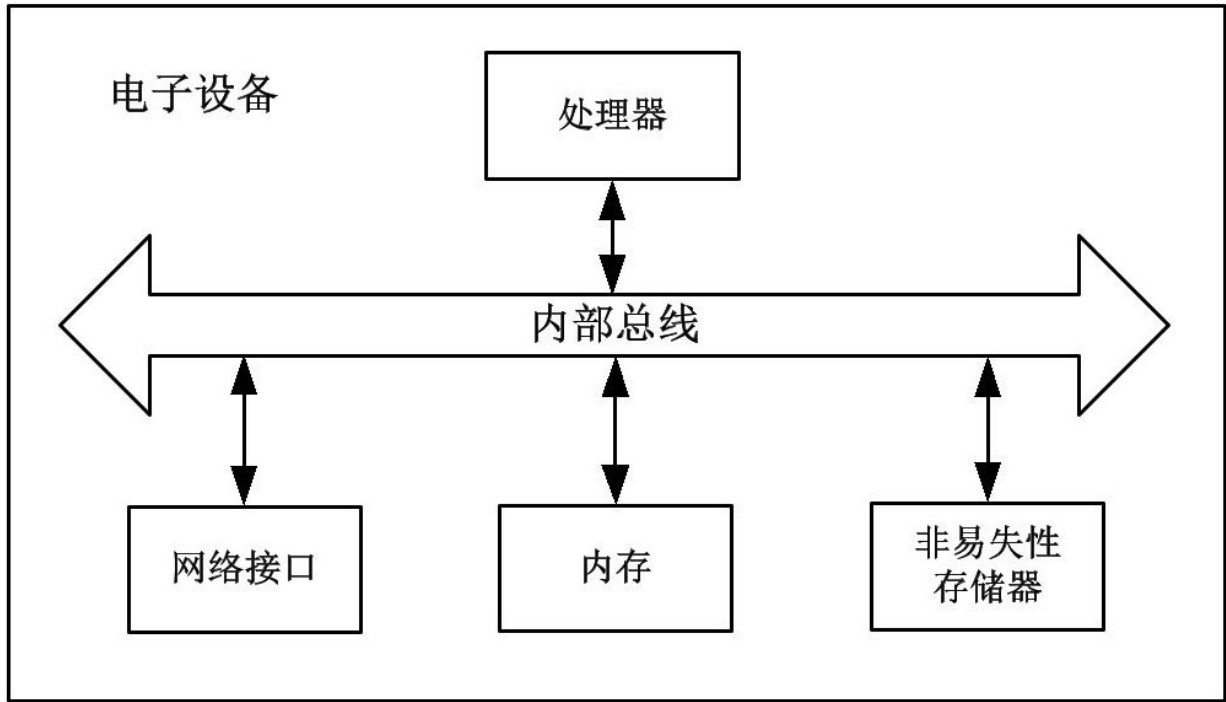 电子设备
处理器
内部总线
网络接口
内存
非易失性
存储器